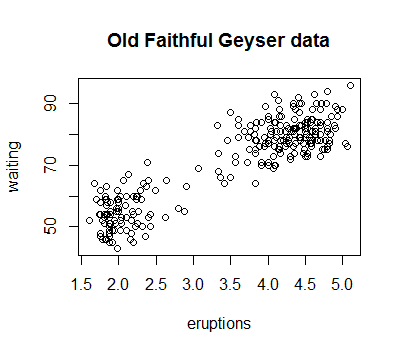 Old Faithful Geyser data
waiting
90
70
50
1.5 2.0 2.5 3.0 3.5 4.0 4.5 5.0
eruptions